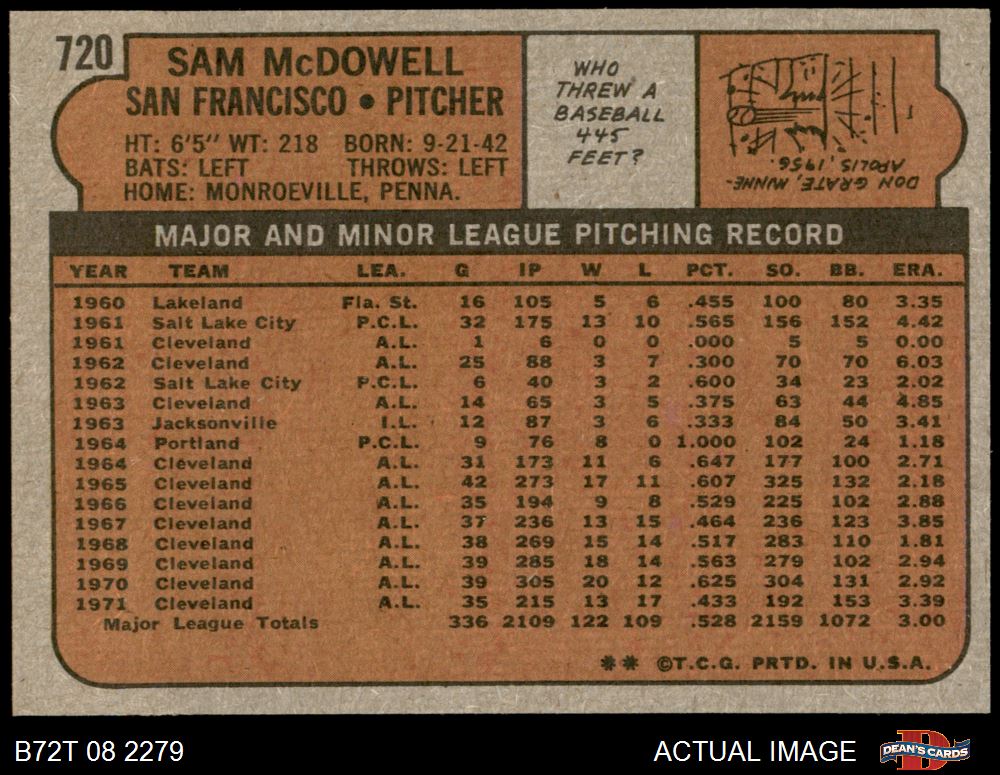 720
SAM McDOWELL
SAN FRANCISCO • PITCHER
HT: 6'5" WT: 218 BORN: 9-21-42
BATS: LEFT THROWS: LEFT
HOME: MONROEVILLE, PENNA.
WHO
THREW A
BASEBALL
445
FEET?
DON GRATE, MINNE-
APOLIS, 1956.
MAJOR AND MINOR LEAGUE PITCHING RECORD
YEAR TEAM LEA. G IP W L PCT. SO. BB. ERA.
1960 Lakeland Fla. St. 16 105 5 6 .455 100 80 3.35
1961 Salt Lake City P.C.L. 32 175 13 10 .565 156 152 4.42
1961 Cleveland A.L. 1 6 0 0 .000 5 5 0.00
1962 Cleveland A.L. 25 88 3 7 .300 70 70 6.03
1962 Salt Lake City P.C.L. 6 40 3 2 .600 34 23 2.02
1963 Cleveland A.L. 14 65 3 5 .375 63 44 4.85
1963 Jacksonville I.L. 12 87 3 6 .333 84 50 3.41
1964 Portland P.C.L. 9 76 8 0 1.000 102 24 1.18
1964 Cleveland A.L. 31 173 11 6 .647 177 100 2.71
1965 Cleveland A.L. 42 273 17 11 .607 325 132 2.18
1966 Cleveland A.L. 35 194 9 8 .529 225 102 2.88
1967 Cleveland A.L. 37 236 13 15 .464 236 123 3.85
1968 Cleveland A.L. 38 269 15 14 .517 283 110 1.81
1969 Cleveland A.L. 39 285 18 14 .563 279 102 2.94
1970 Cleveland A.L. 39 305 20 12 .625 304 131 2.92
1971 Cleveland A.L. 35 215 13 17 .433 192 153 3.39
Major League Totals 336 2109 122 109 .528 2159 1072 3.00
** ©T.C.G. PRTD. IN U.S.A.
B72T 08 2279
ACTUAL IMAGE
D
DEAN'S CARDS